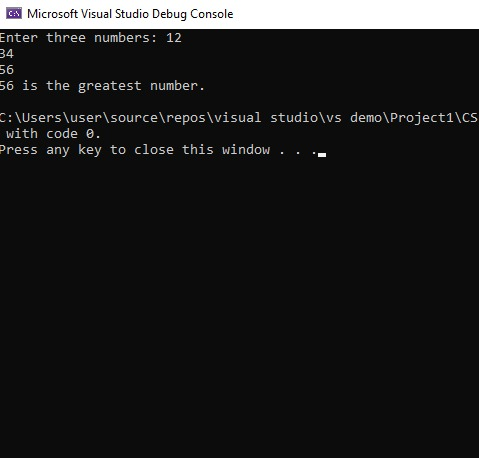 Microsoft Visual Studio Debug Console
Enter three numbers: 12
34
56
56 is the greatest number.
C:\Users\user\source\repos\visual studio\vs demo\Project1\CS
with code 0.
Press any key to close this window . . .